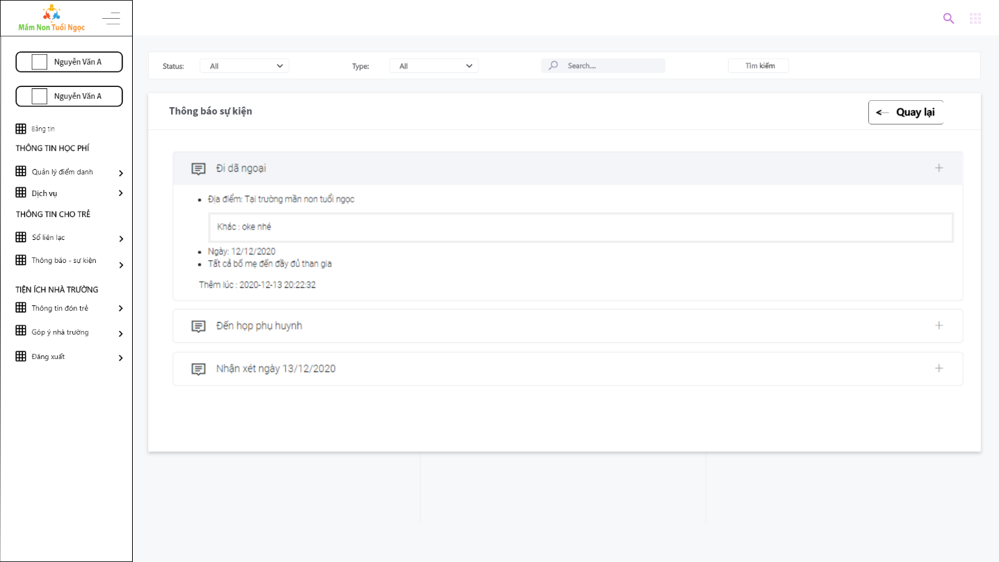 Mầm Non Tuổi Ngọc
Nguyễn Văn A
Nguyễn Văn A
Bảng tin
THÔNG TIN HỌC PHÍ
Quản lý điểm danh
Dịch vụ
THÔNG TIN CHO TRẺ
Sổ liên lạc
Thông báo - sự kiện
TIỆN ÍCH NHÀ TRƯỜNG
Thông tin đón trẻ
Góp ý nhà trường
Đăng xuất
Status: All Type: All Search.... Tìm kiếm
Thông báo sự kiện
Quay lại
Đi dã ngoại
Địa điểm: Tại trường mần non tuổi ngọc
Khác : oke nhé
Ngày: 12/12/2020
Tất cả bố mẹ đến đầy đủ than gia
Thêm lúc : 2020-12-13 20:22:32
Đến họp phụ huynh
Nhận xét ngày 13/12/2020